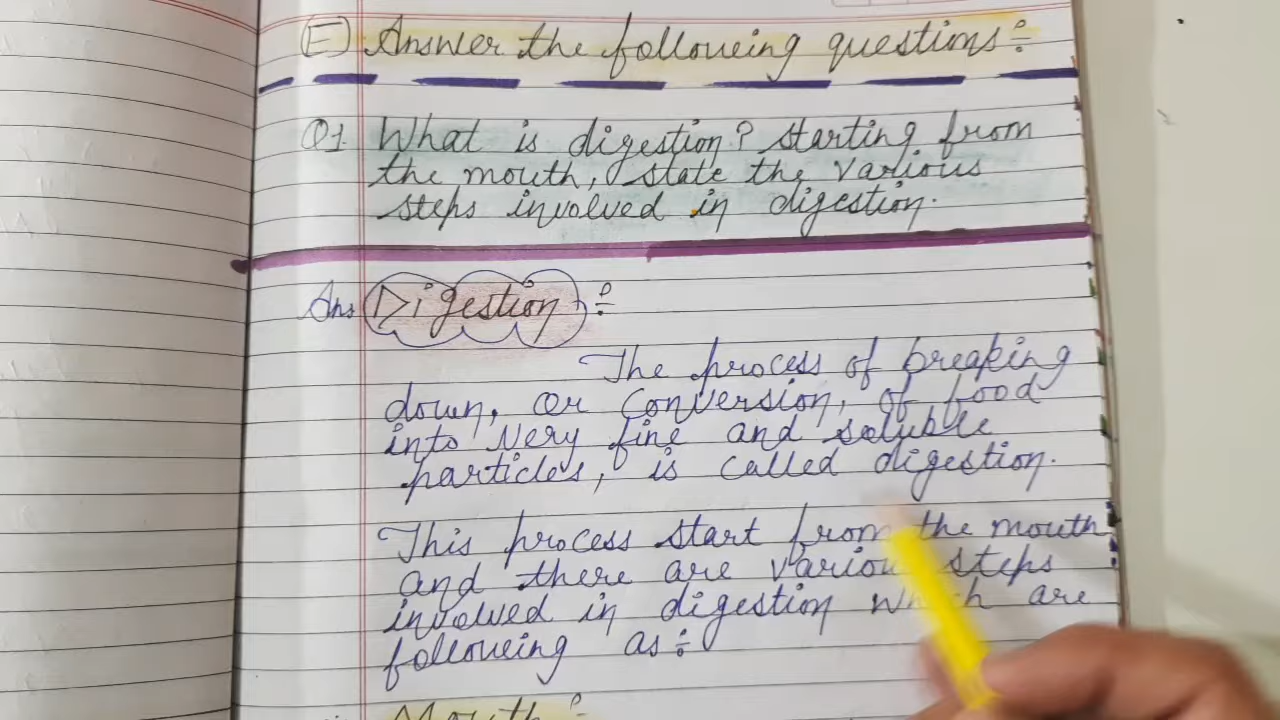 (E) Answer the following questions:
Q1. What is digestion? Starting from
the mouth, state the various
steps involved in digestion.
Ans Digestion:
The process of breaking
down, or conversion, of food
into very fine and soluble
particles, is called digestion.
This process start from the mouth
and there are various steps
involved in digestion which are
following as:
Mouth: